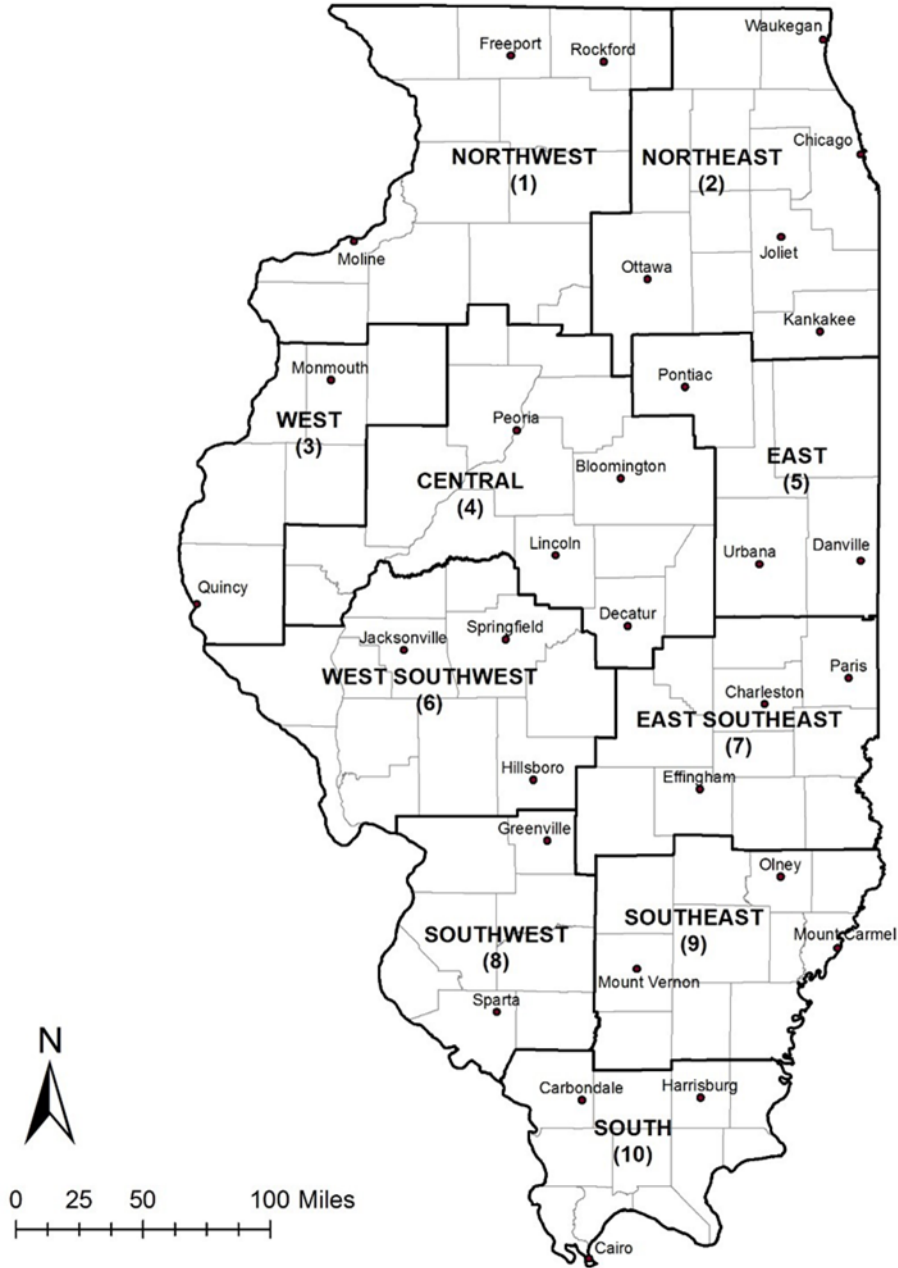 Waukegan
Freeport
Rockford
Chicago
NORTHWEST
(1)
NORTHEAST
(2)
Moline
Joliet
Ottawa
Kankakee
Monmouth
Pontiac
WEST
(3)
Peoria
EAST
(5)
Bloomington
CENTRAL
(4)
Lincoln
Urbana
Danville
Quincy
Decatur
Springfield
Jacksonville
Paris
WEST SOUTHWEST
(6)
Charleston
EAST SOUTHEAST
(7)
Hillsboro
Effingham
Greenville
Olney
SOUTHEAST
(9)
SOUTHWEST
(8)
Mount Carmel
Mount Vernon
Sparta
N
Carbondale
Harrisburg
SOUTH
(10)
0 25 50 100 Miles
Cairo